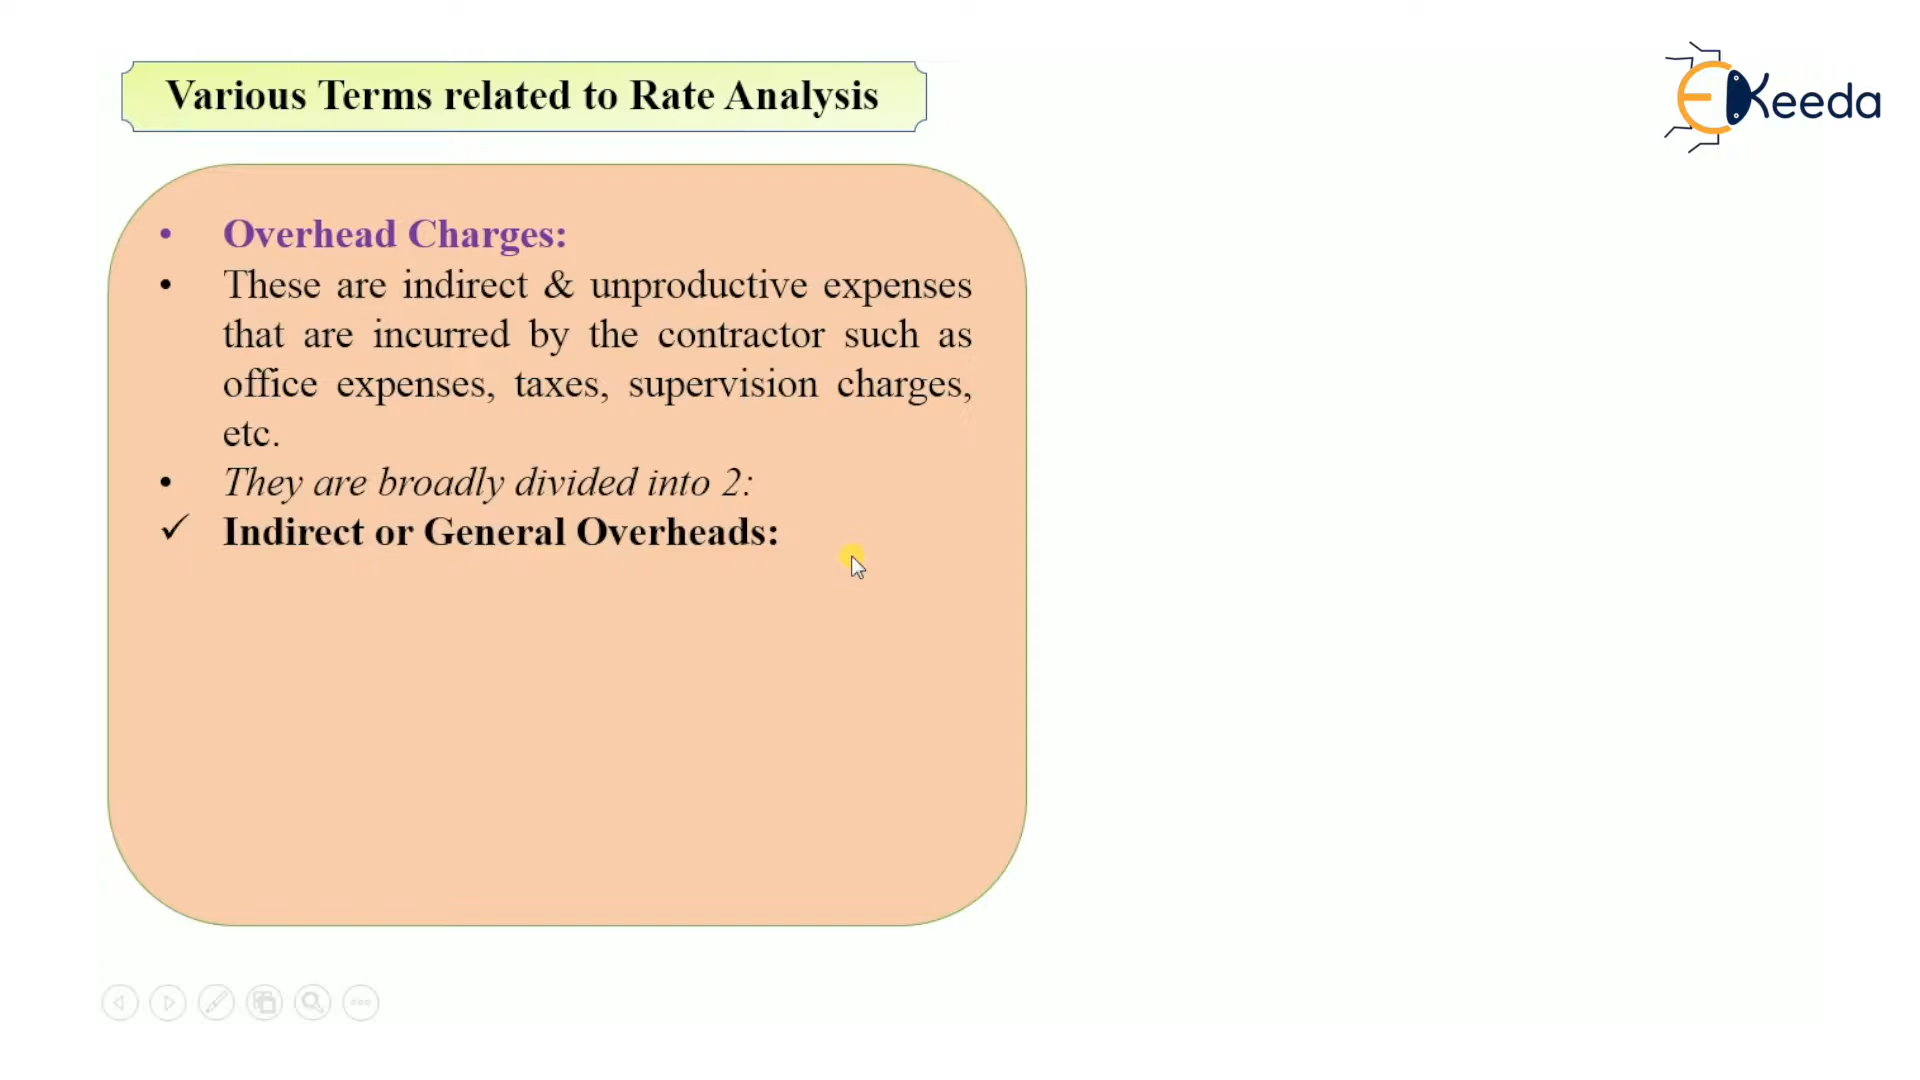 Various Terms related to Rate Analysis
EKeeda
• Overhead Charges:
• These are indirect & unproductive expenses
that are incurred by the contractor such as
office expenses, taxes, supervision charges,
etc.
• They are broadly divided into 2:
✓ Indirect or General Overheads: